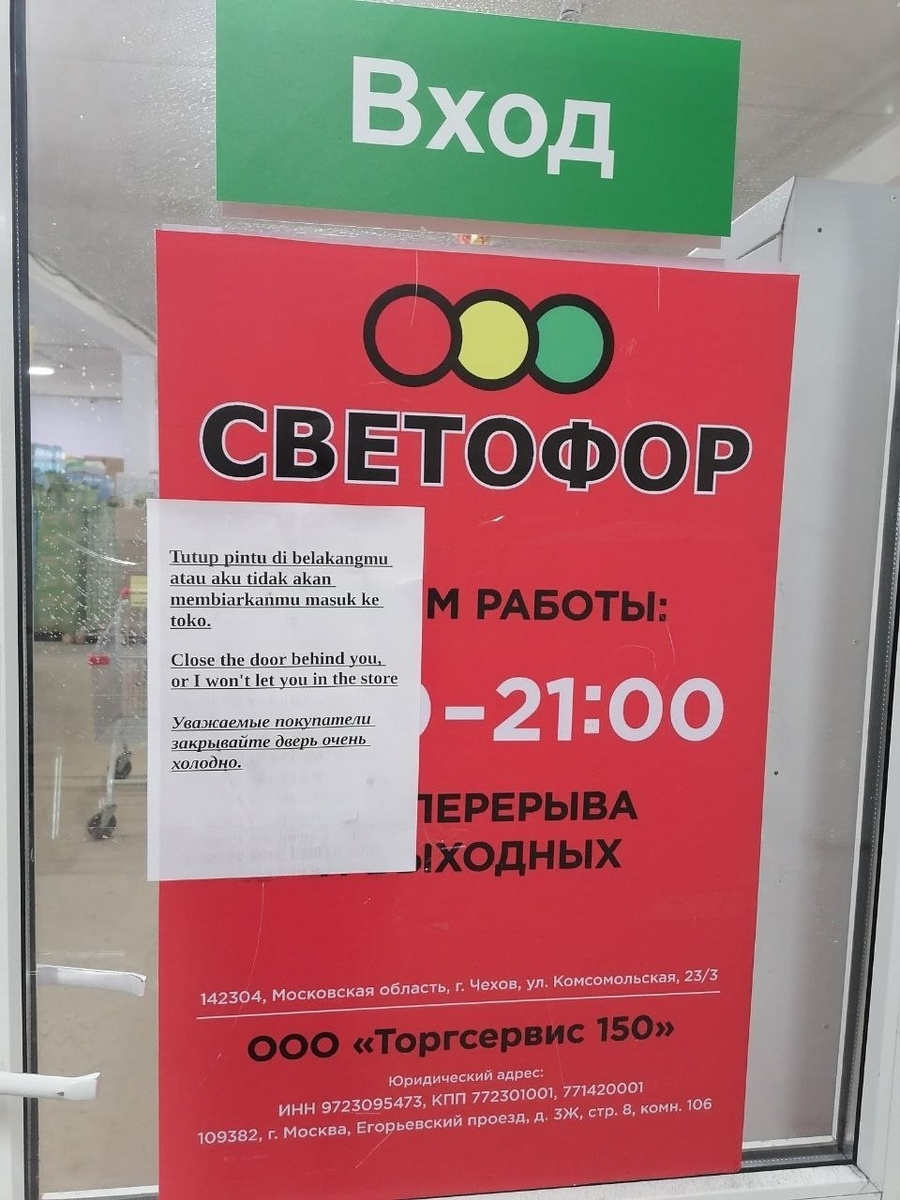 Вход
СВЕТОФОР
Tutup pintu di belakangmu
atau aku tidak akan
membiarkanmu masuk ke
toko.
Close the door behind you,
or I won't let you in the store
Уважаемые покупатели
закрывайте дверь очень
холодно.
РАБОТЫ:
–21:00
ПЕРЕРЫВА
ВЫХОДНЫХ
142304, Московская область, г. Чехов, ул. Комсомольская, 23/3
ООО «Торгсервис 150»
Юридический адрес:
ИНН 9723095473, КПП 772301001, 771420001
109382, г. Москва, Егорьевский проезд, д. 3Ж, стр. 8, комн. 106